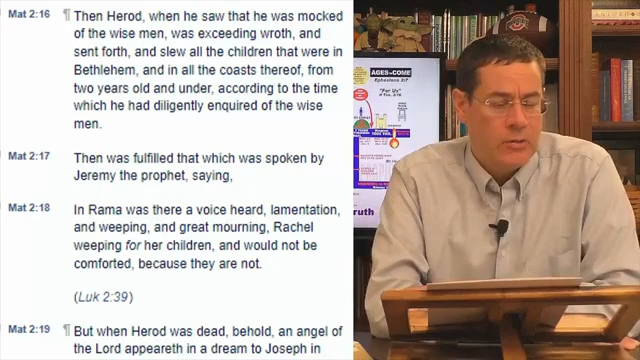 Mat 2:16 ¶ Then Herod, when he saw that he was mocked
of the wise men, was exceeding wroth, and
sent forth, and slew all the children that were in
Bethlehem, and in all the coasts thereof, from
two years old and under, according to the time
which he had diligently enquired of the wise
men.
Mat 2:17 Then was fulfilled that which was spoken by
Jeremy the prophet, saying,
Mat 2:18 In Rama was there a voice heard, lamentation,
and weeping, and great mourning, Rachel
weeping for her children, and would not be
comforted, because they are not.
(Luk 2:39)
Mat 2:19 ¶ But when Herod was dead, behold, an angel of
the Lord appeareth in a dream to Joseph in
AGES to COME
Ephesians 2:7
"For Us"